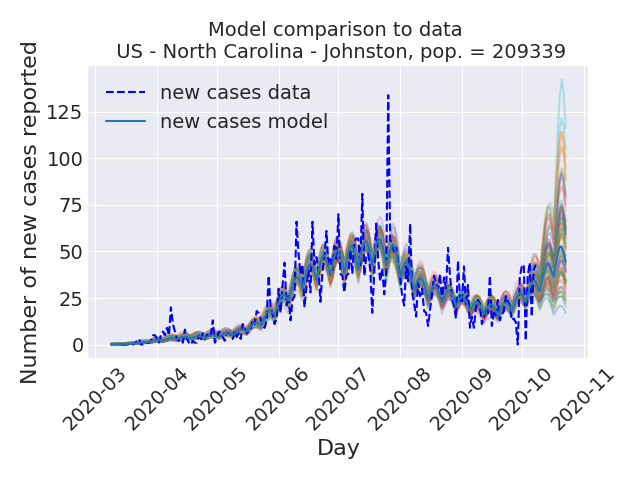 Model comparison to data
US - North Carolina - Johnston, pop. = 209339
Number of new cases reported
new cases data
new cases model
125
100
75
50
25
0
2020-03
2020-04
2020-05
2020-06
2020-07
2020-08
2020-09
2020-10
2020-11
Day